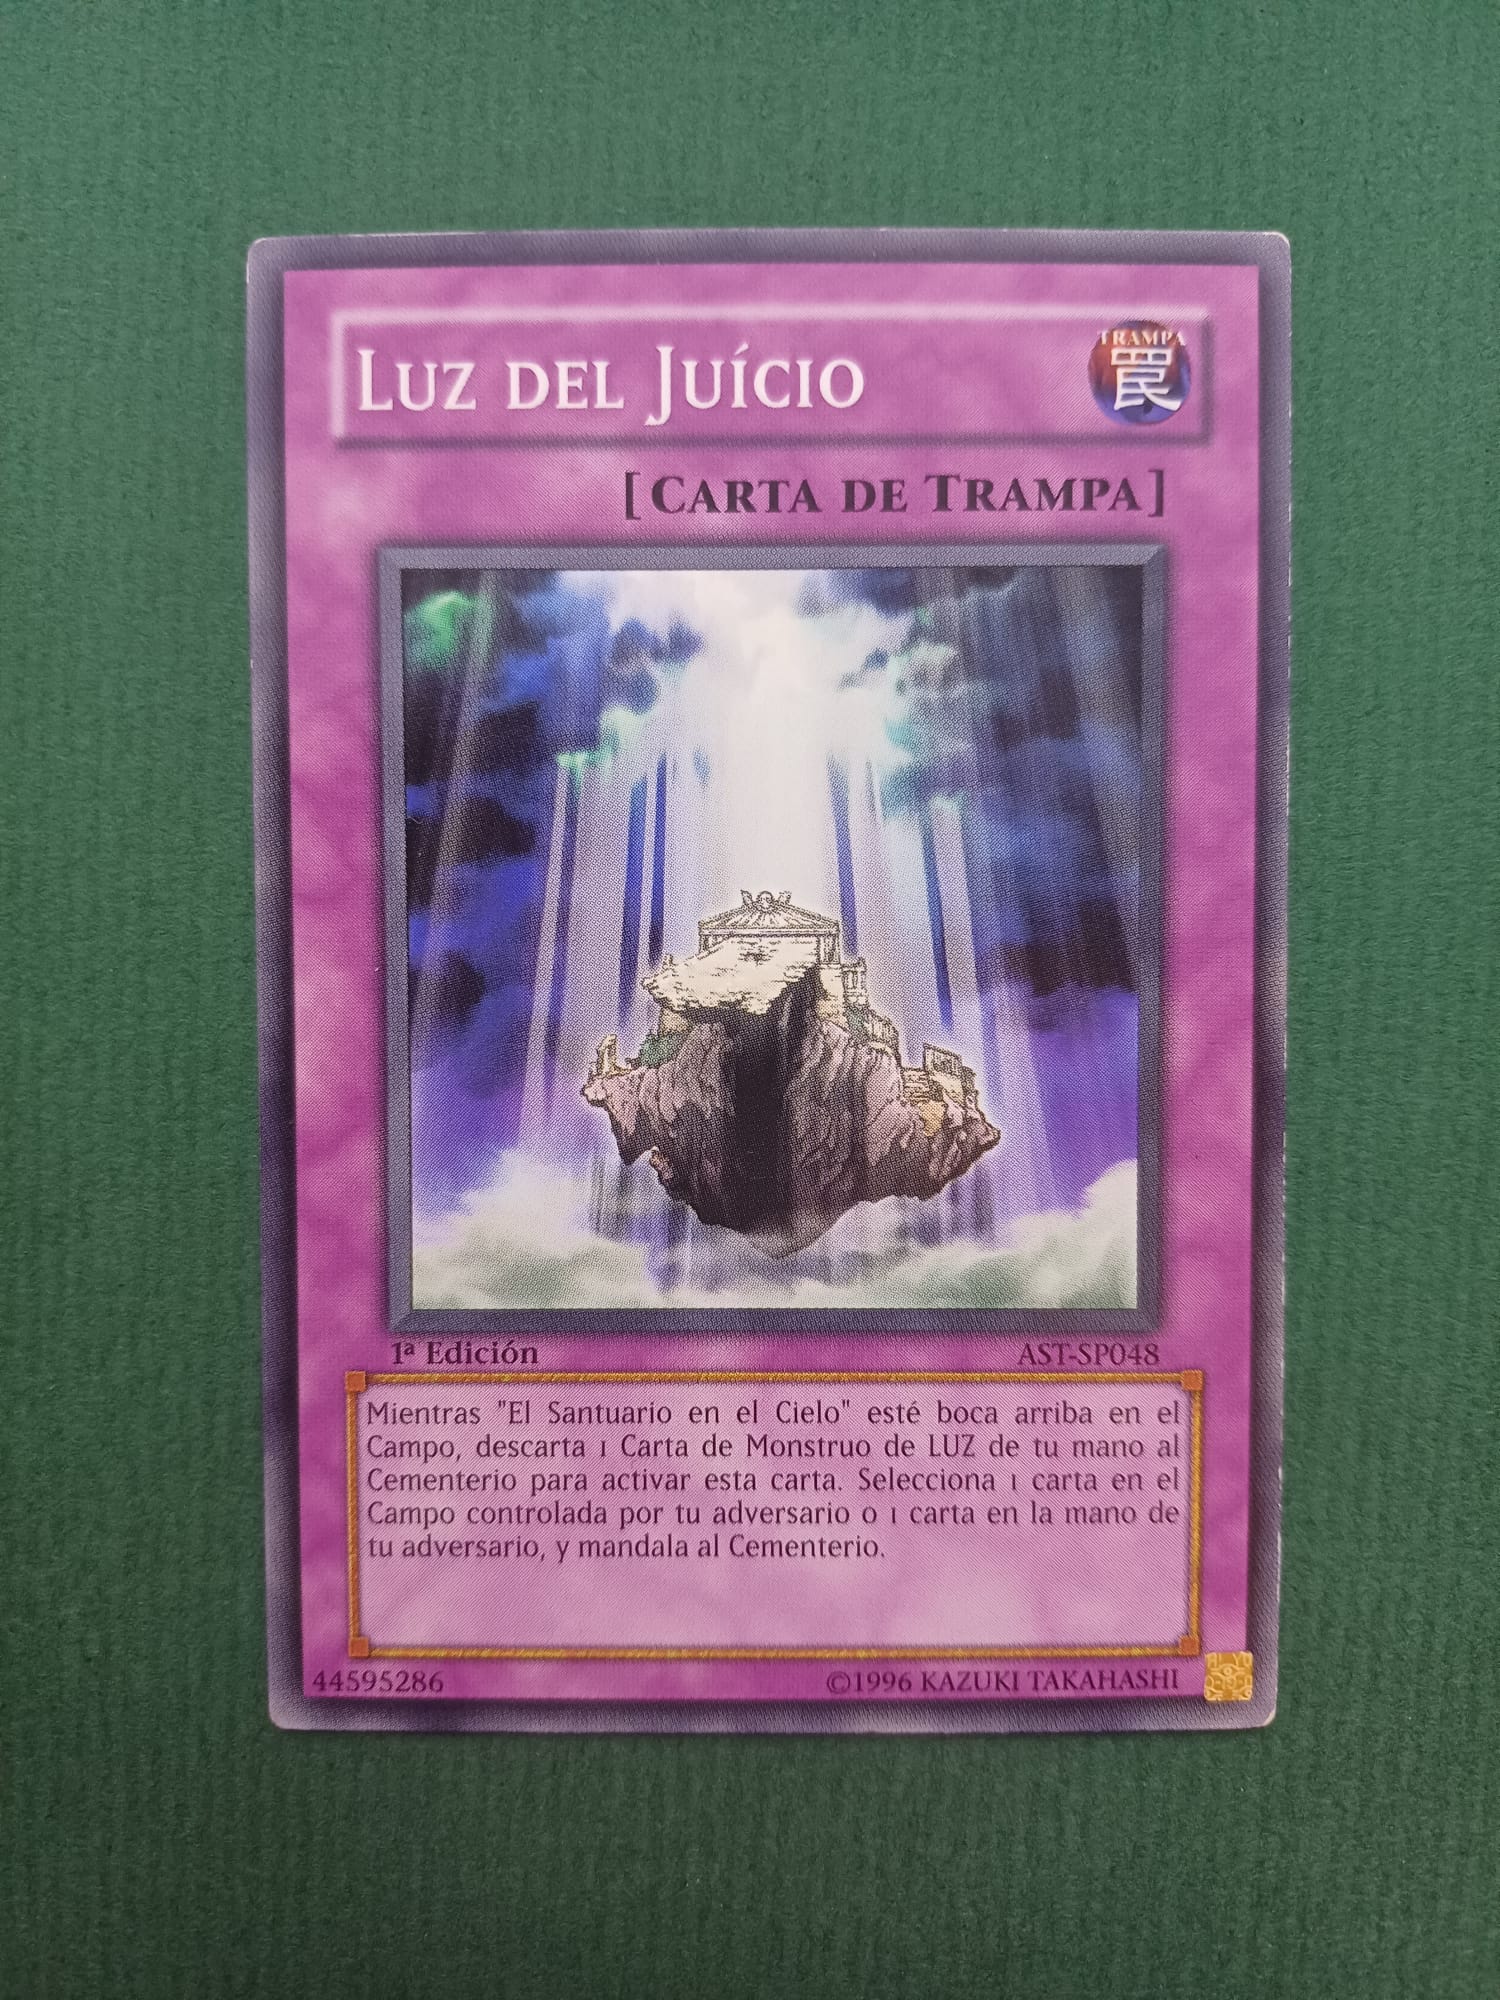 LUZ DEL JUÍCIO
TRAMPA
罠
[CARTA DE TRAMPA]
1ª Edición
AST-SP048
Mientras "El Santuario en el Cielo" esté boca arriba en el
Campo, descarta 1 Carta de Monstruo de LUZ de tu mano al
Cementerio para activar esta carta. Selecciona 1 carta en el
Campo controlada por tu adversario o 1 carta en la mano de
tu adversario, y mandala al Cementerio.
44595286
©1996 KAZUKI TAKAHASHI